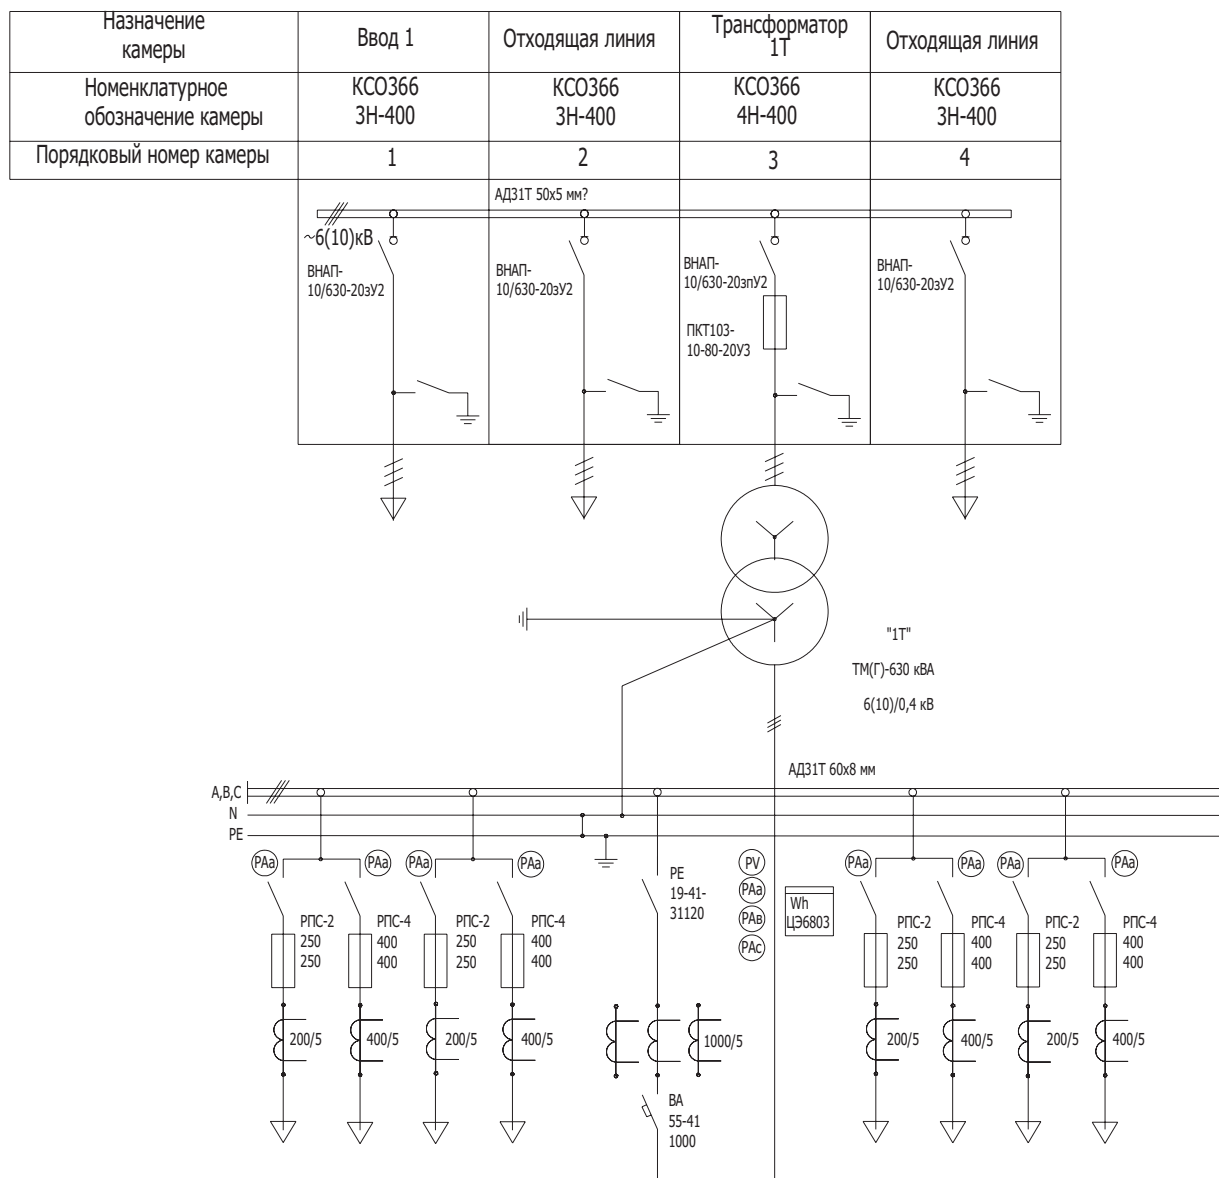 Назначение
камеры
Ввод 1
Отходящая линия
Трансформатор
1Т
Отходящая линия
Номенклатурное
обозначение камеры
КСО366
3Н-400
КСО366
3Н-400
КСО366
4Н-400
КСО366
3Н-400
Порядковый номер камеры
1
2
3
4
АД31Т 50х5 мм?
~6(10)кВ
ВНАП-
10/630-20зУ2
ВНАП-
10/630-20зУ2
ВНАП-
10/630-20зпУ2
ВНАП-
10/630-20зУ2
ПКТ103-
10-80-20У3
"1Т"
ТМ(Г)-630 кВА
6(10)/0,4 кВ
АД31Т 60х8 мм
А,В,С
N
PE
PAa
PAa
PAa
PAa
РЕ
19-41-
31120
PV
PAa
PAв
PAc
Wh
ЦЭ6803
PAa
PAa
PAa
PAa
РПС-2
250
250
РПС-4
400
400
РПС-2
250
250
РПС-4
400
400
РПС-2
250
250
РПС-4
400
400
РПС-2
250
250
РПС-4
400
400
200/5
400/5
200/5
400/5
1000/5
200/5
400/5
200/5
400/5
ВА
55-41
1000